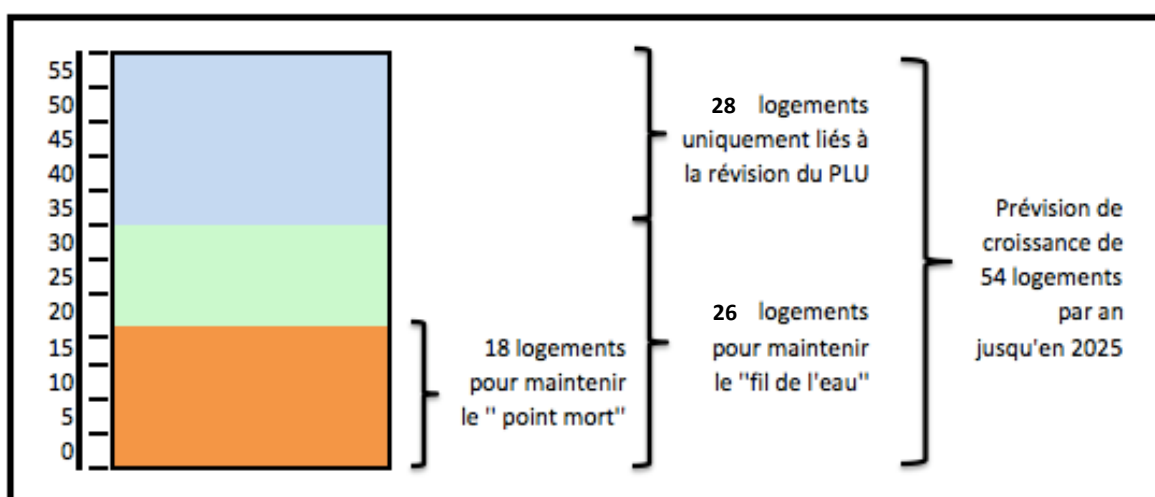 55
50
45
40
35
30
25
20
15
10
5
0
18 logements
pour maintenir
le " point mort"
28 logements
uniquement liés à
la révision du PLU
26 logements
pour maintenir
le "fil de l'eau"
Prévision de
croissance de
54 logements
par an
jusqu'en 2025